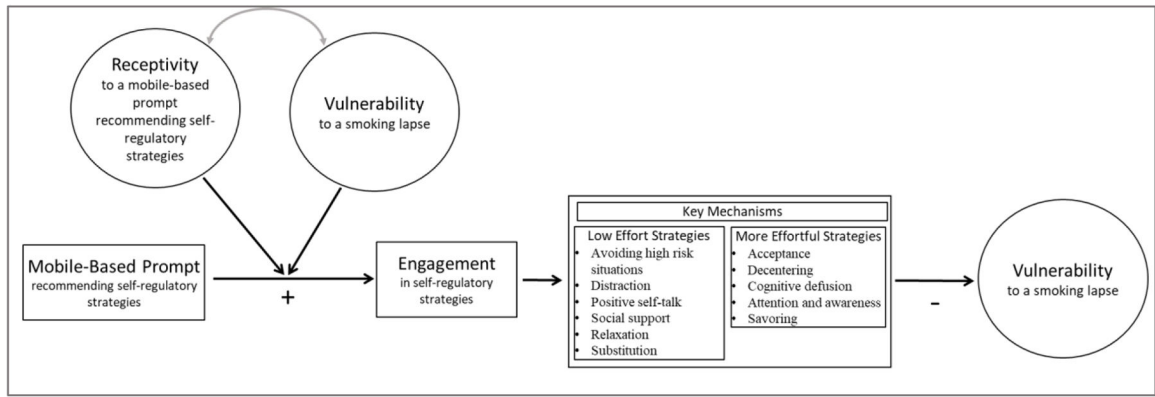 Receptivity
to a mobile-based
prompt
recommending self-
regulatory
strategies
Vulnerability
to a smoking lapse
Mobile-Based Prompt
recommending self-regulatory
strategies
+
Engagement
in self-regulatory
strategies
Key Mechanisms
Low Effort Strategies
• Avoiding high risk
situations
• Distraction
• Positive self-talk
• Social support
• Relaxation
• Substitution
More Effortful Strategies
• Acceptance
• Decentering
• Cognitive defusion
• Attention and awareness
• Savoring
-
Vulnerability
to a smoking lapse